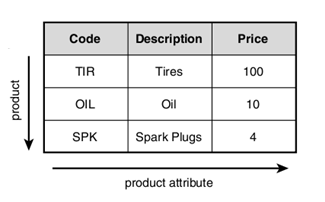 Code Description Price
TIR Tires 100
OIL Oil 10
SPK Spark Plugs 4
product
product attribute